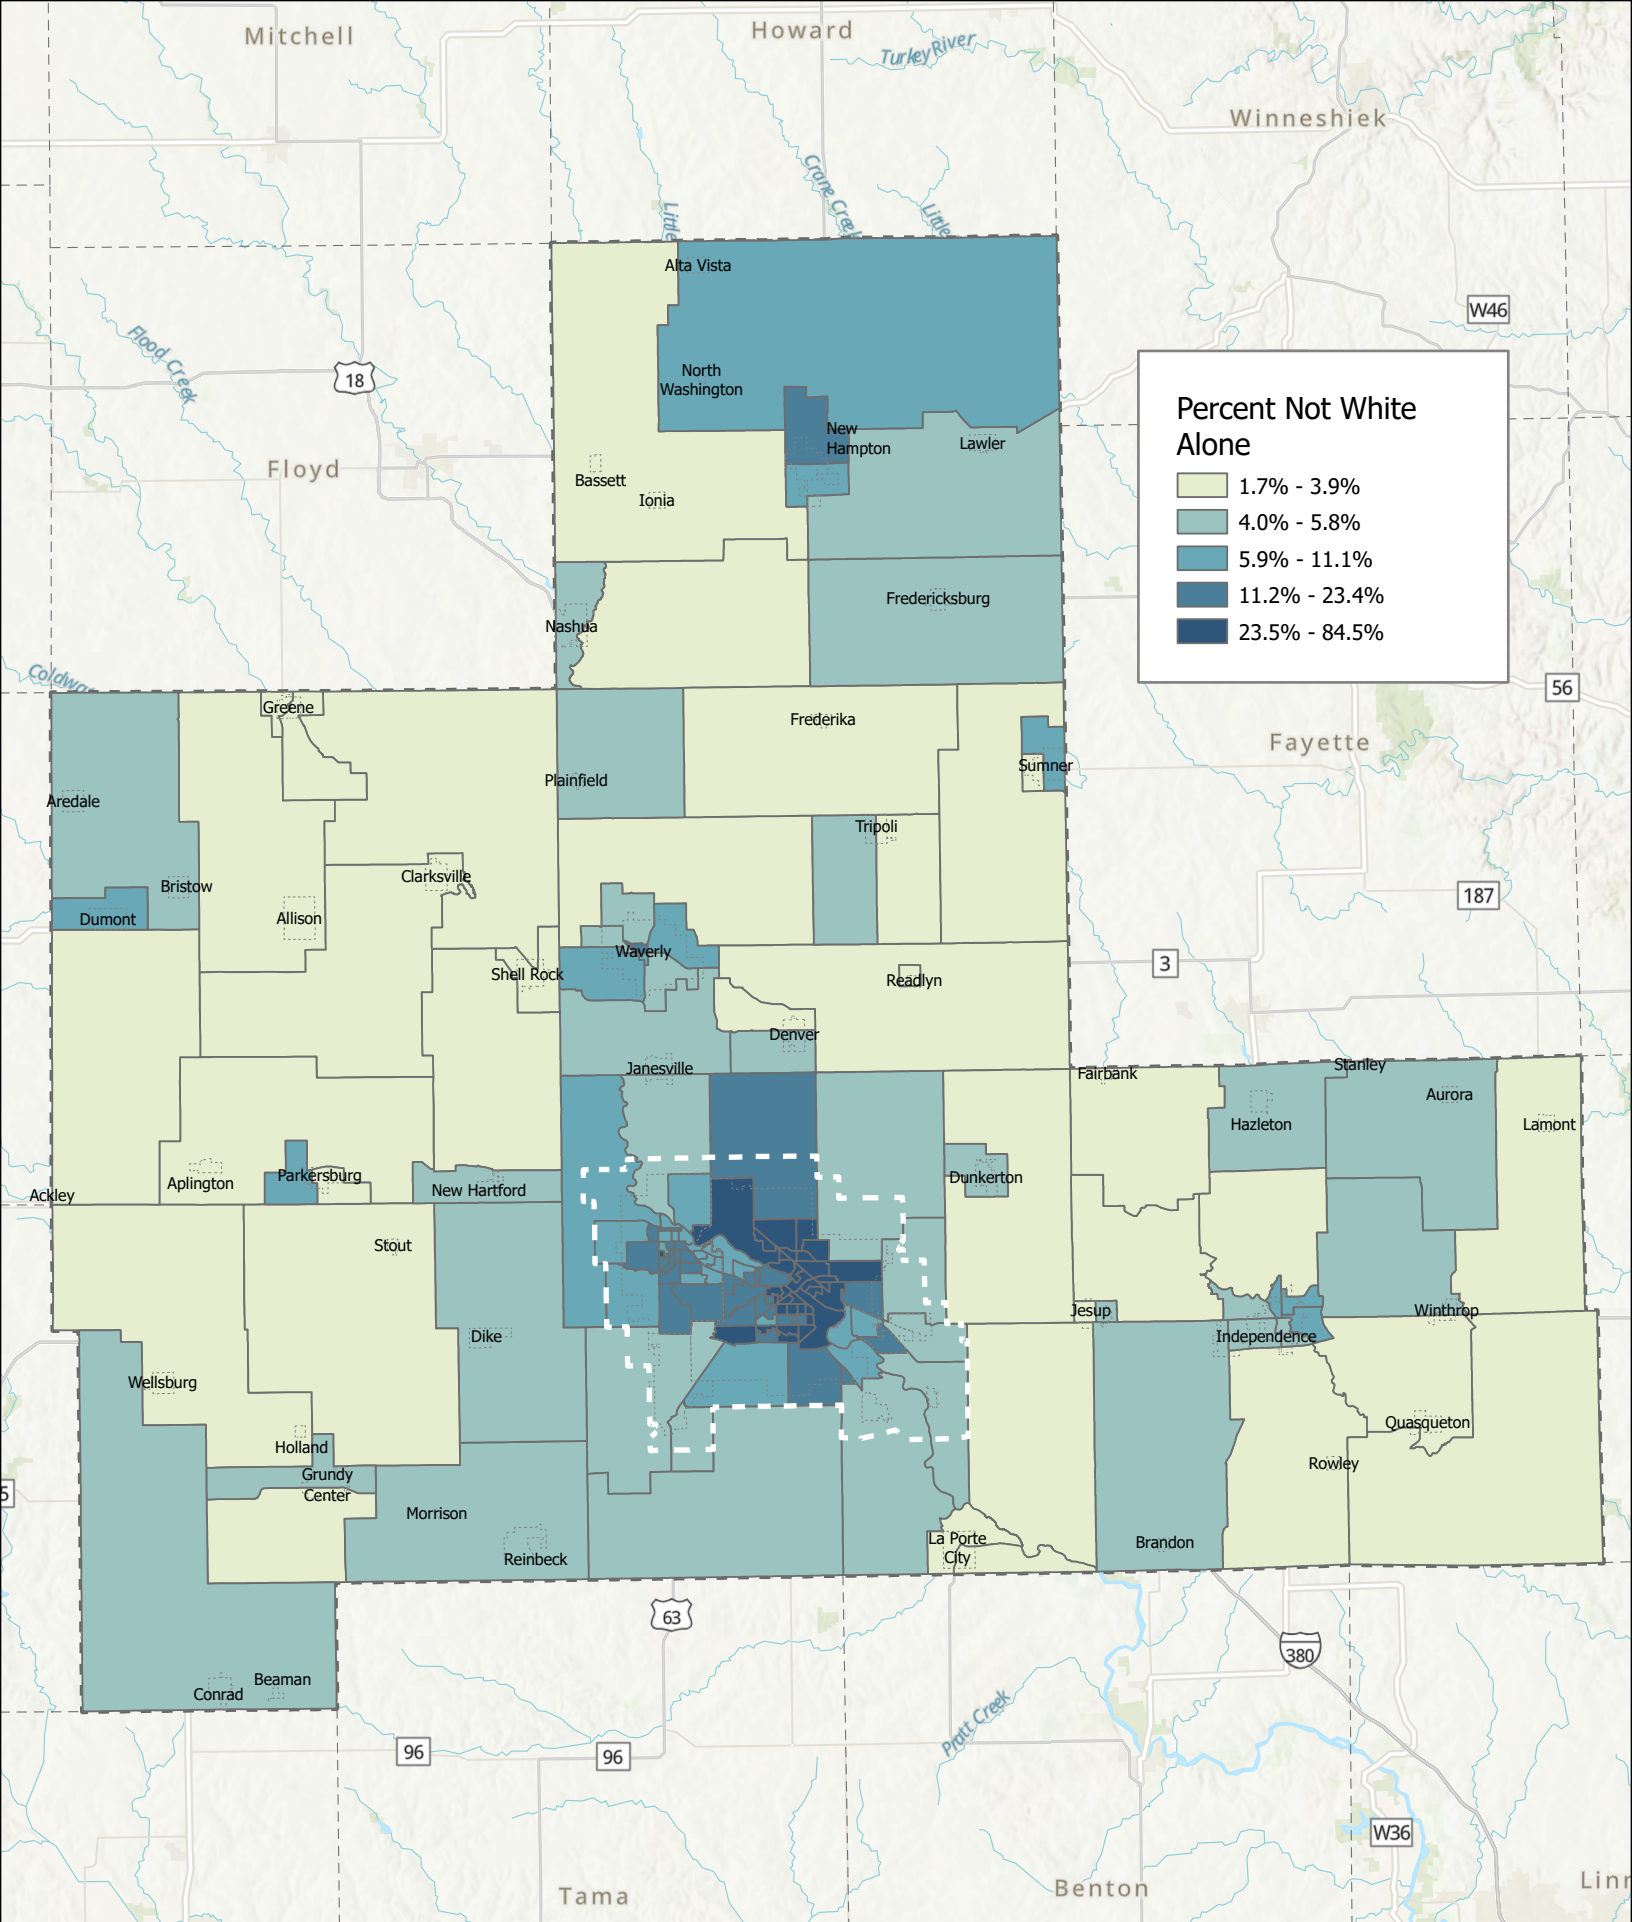 Mitchell
Howard
Turkey River
Winneshiek
Crane Creek
Little
Little
Alta Vista
W46
Flood Creek
18
North
Washington
Percent Not White
Alone
1.7% - 3.9%
4.0% - 5.8%
5.9% - 11.1%
11.2% - 23.4%
23.5% - 84.5%
New
Hampton
Lawler
Floyd
Bassett
Ionia
Fredericksburg
Nashua
Coldwa
56
Greene
Frederika
Fayette
Sumner
Plainfield
Aredale
Tripoli
Clarksville
Bristow
187
Dumont
Allison
Waverly
3
Shell Rock
Readlyn
Denver
Janesville
Stanley
Fairbank
Aurora
Hazleton
Lamont
Parkersburg
Dunkerton
Aplington
New Hartford
Ackley
Stout
Jesup
Winthrop
Dike
Independence
Wellsburg
Quasqueton
Holland
Rowley
Grundy
Center
5
Morrison
La Porte
City
Brandon
Reinbeck
63
380
Beaman
Conrad
Pratt Creek
96
96
W36
Tama
Benton
Linn